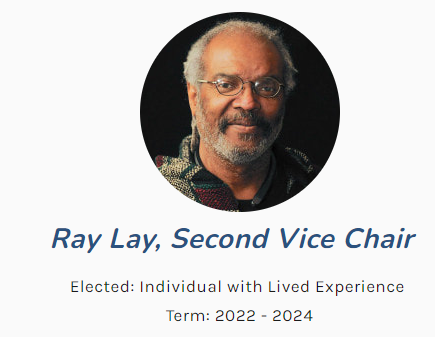 Ray Lay, Second Vice Chair
Elected: Individual with Lived Experience
Term: 2022 - 2024